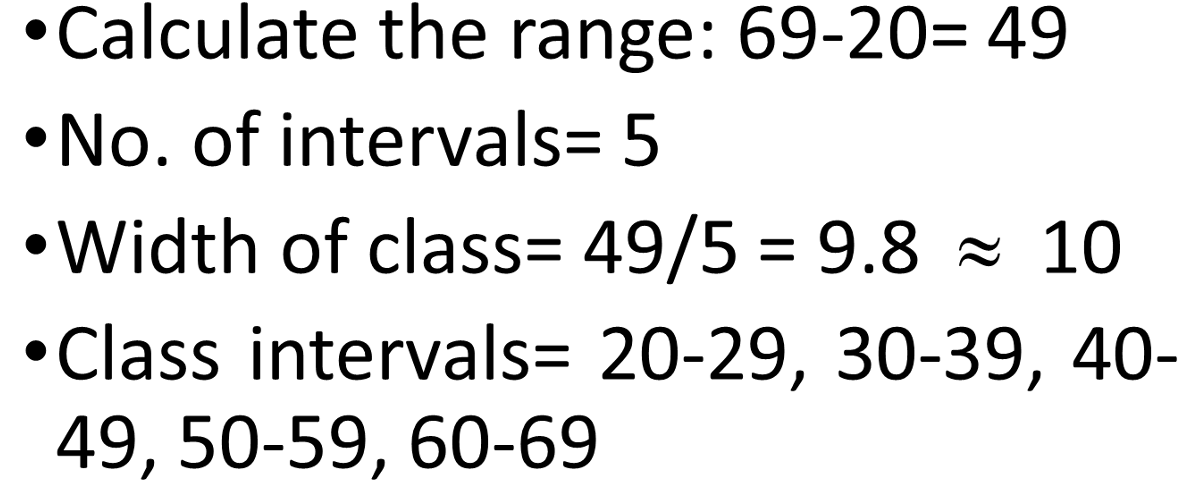 •Calculate the range: 69-20= 49
•No. of intervals= 5
•Width of class= 49/5 = 9.8 ≈ 10
•Class intervals= 20-29, 30-39, 40-
49, 50-59, 60-69